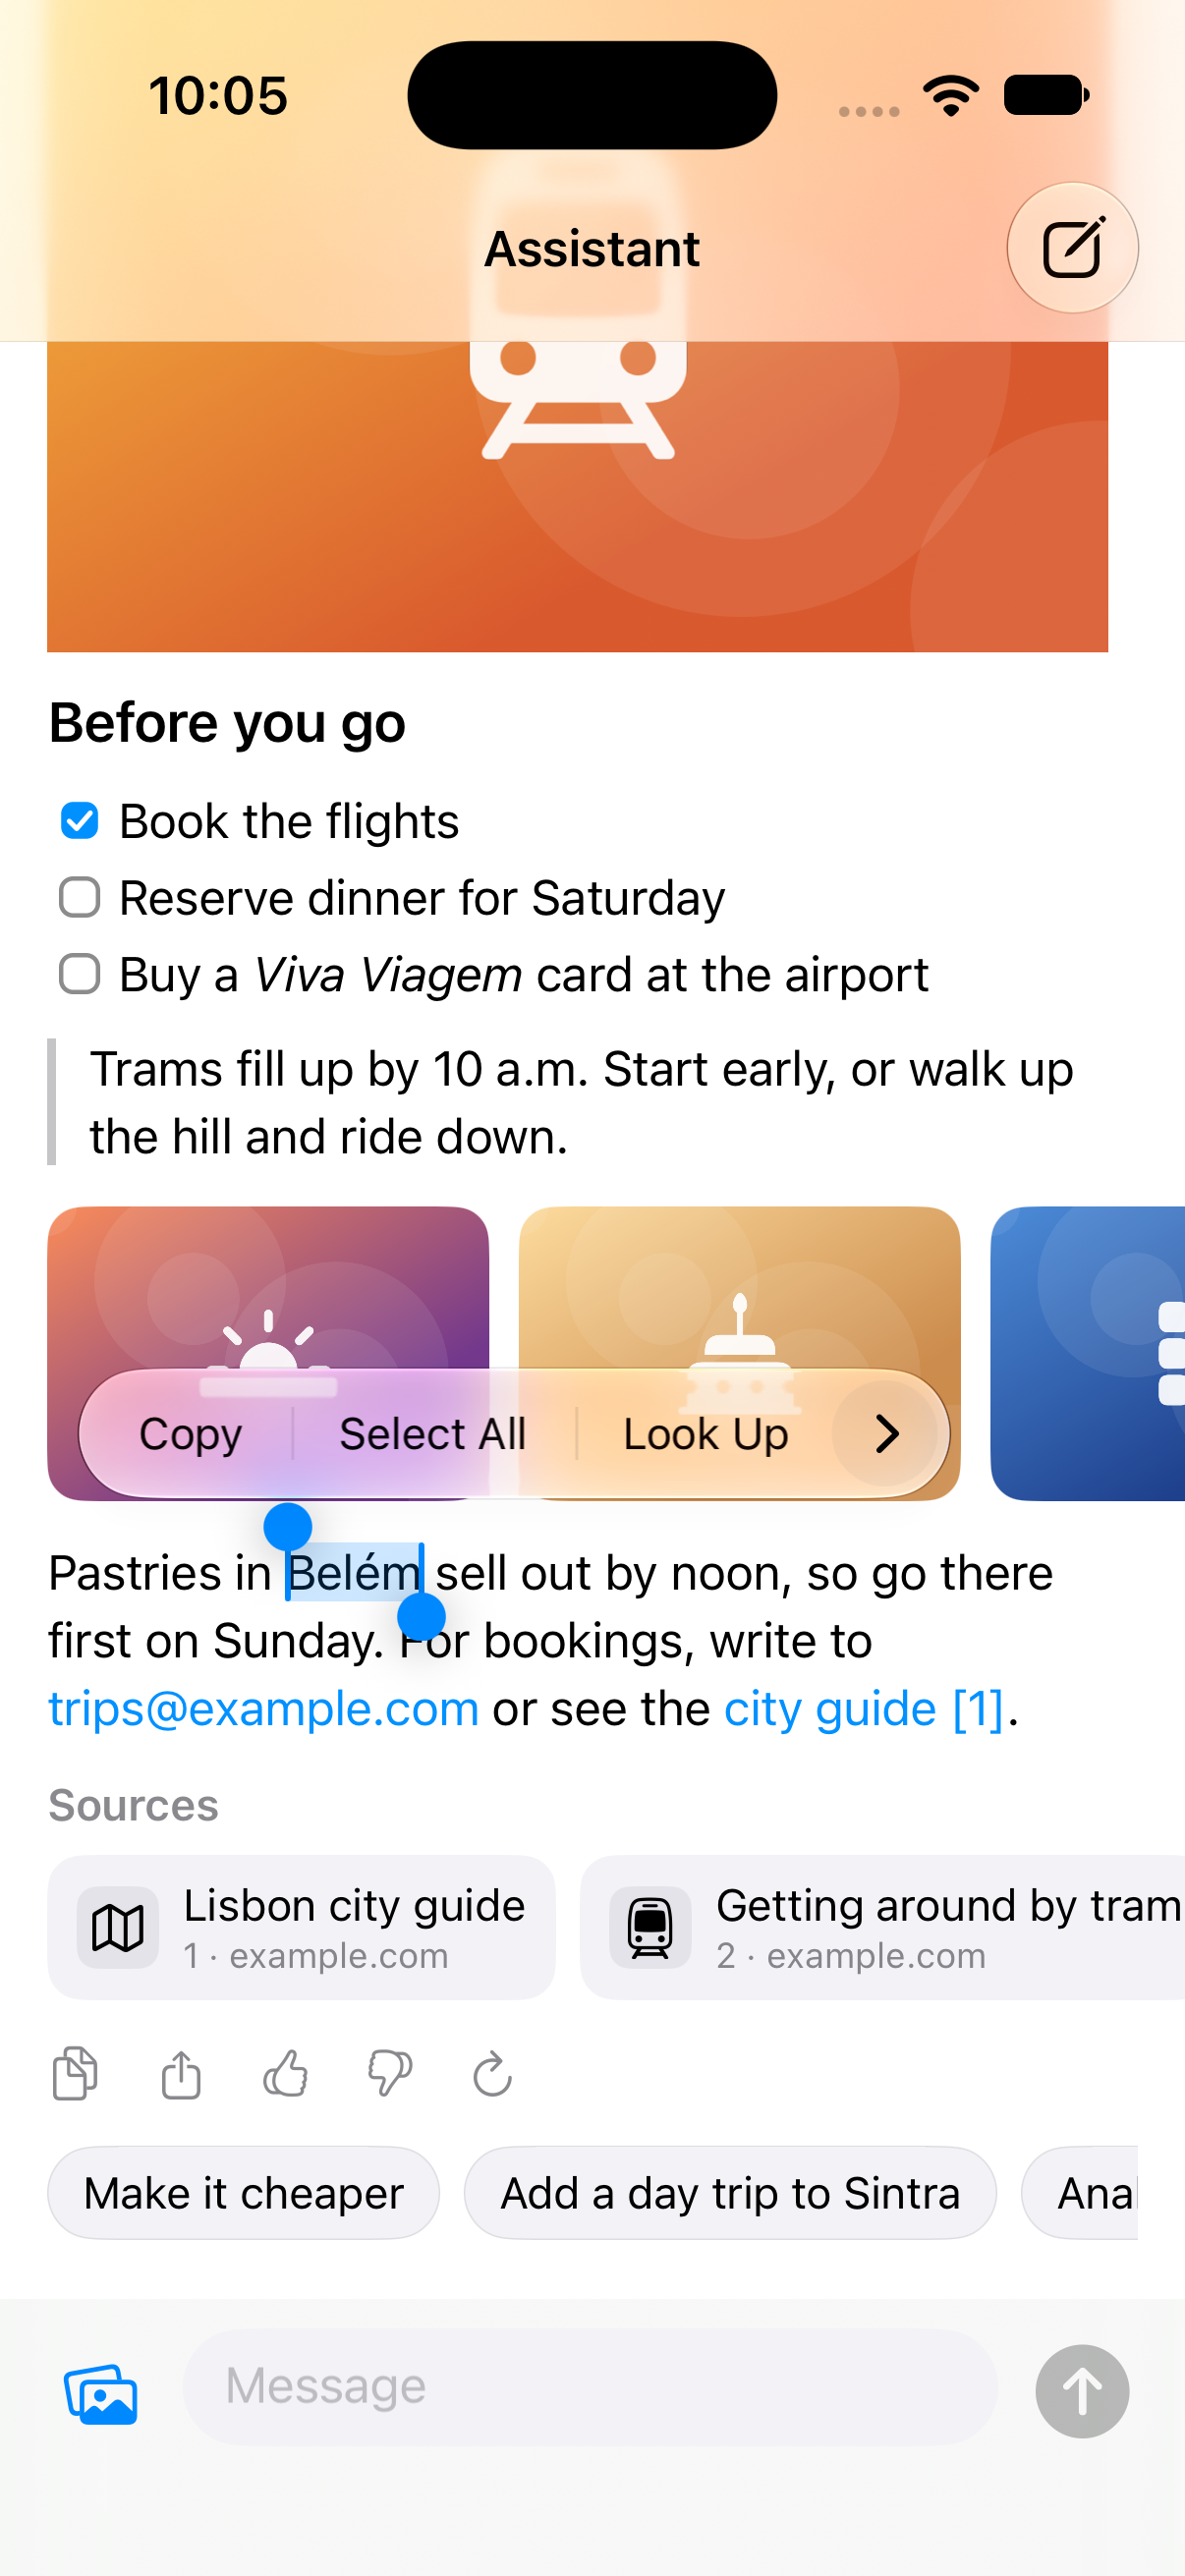 10:05
Assistant
Before you go
Book the flights
Reserve dinner for Saturday
Buy a Viva Viagem card at the airport
Trams fill up by 10 a.m. Start early, or walk up
the hill and ride down.
Copy
Select All
Look Up
Pastries in Belém sell out by noon, so go there
first on Sunday. For bookings, write to
trips@example.com or see the city guide [1].
Sources
Lisbon city guide
1 · example.com
Getting around by tram
2 · example.com
Make it cheaper
Add a day trip to Sintra
Message